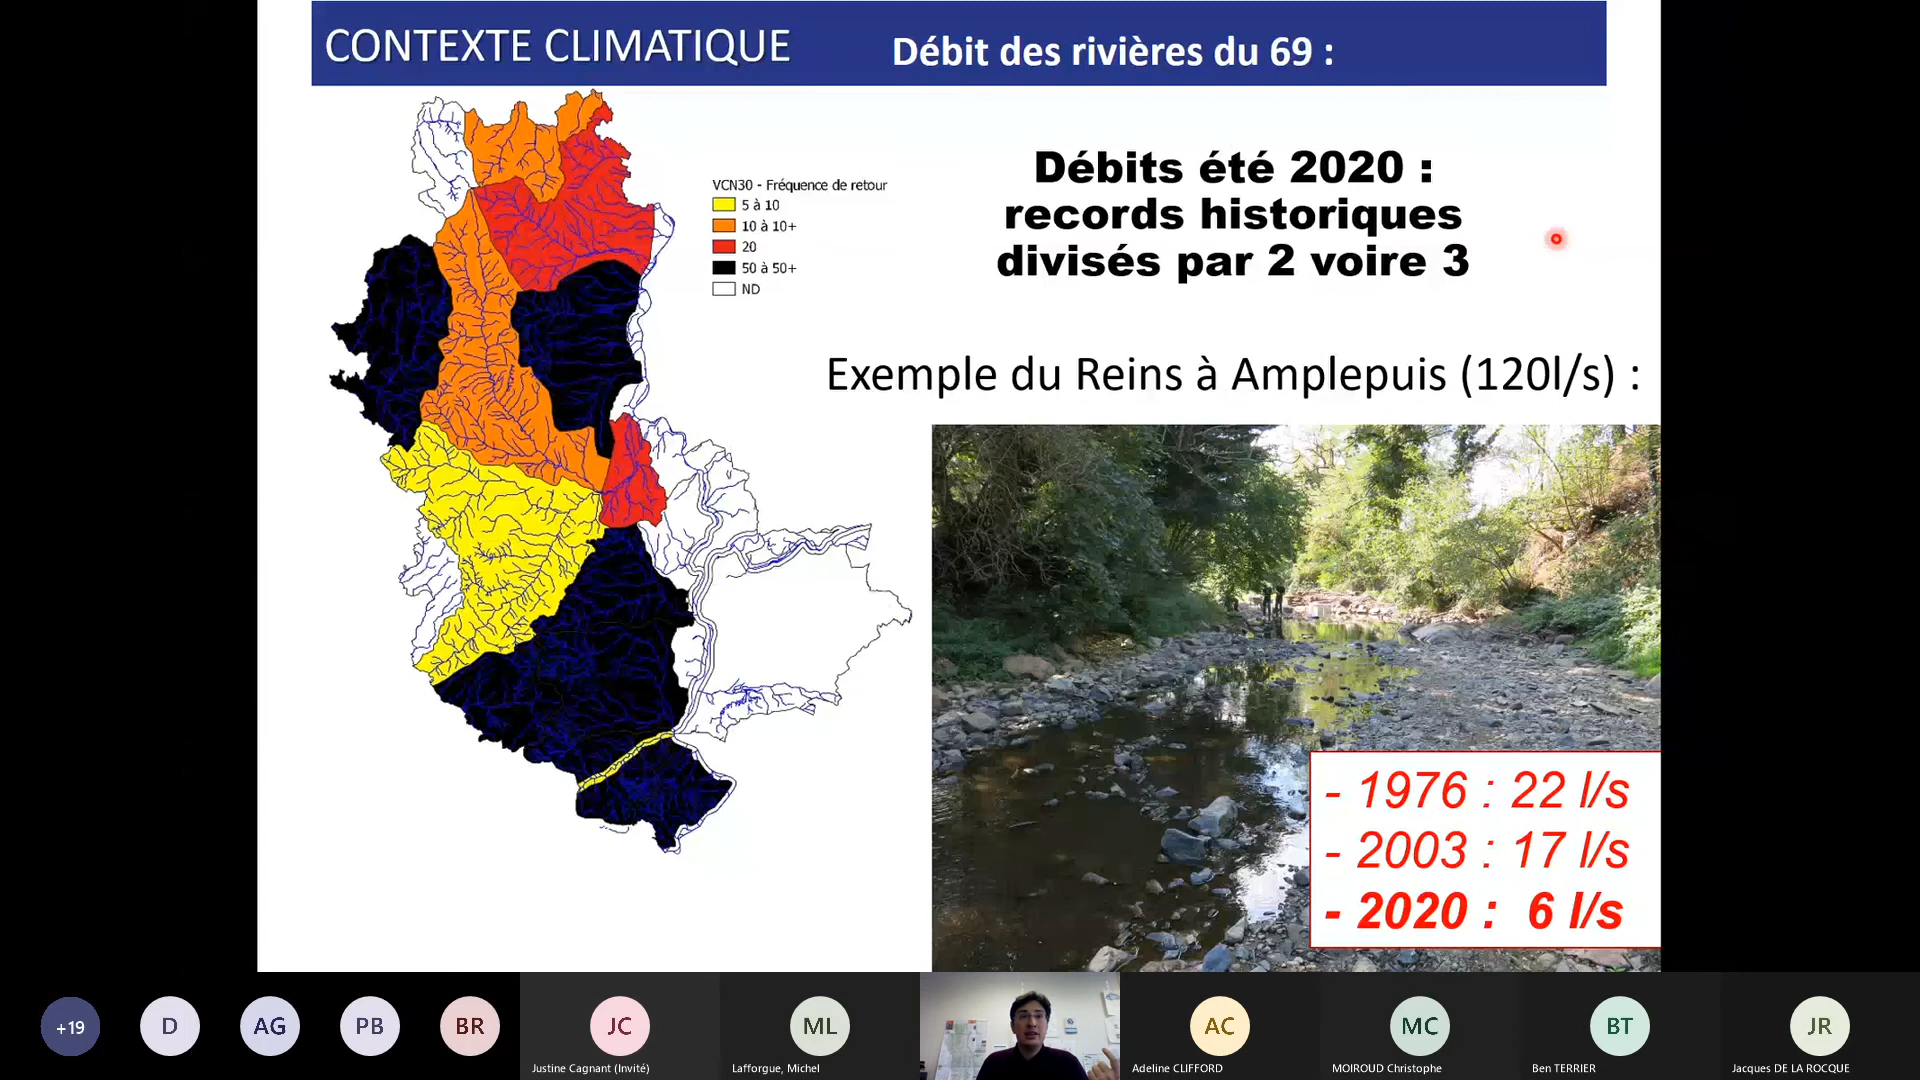 CONTEXTE CLIMATIQUE
Débit des rivières du 69 :
VCN30 - Fréquence de retour
5 à 10
10 à 10+
20
50 à 50+
ND
Débits été 2020 :
records historiques
divisés par 2 voire 3
Exemple du Reins à Amplepuis (120l/s) :
- 1976 : 22 l/s
- 2003 : 17 l/s
- 2020 : 6 l/s
+19
D
AG
PB
BR
JC
Justine Cagnant (Invité)
ML
Lafforgue, Michel
AC
Adeline CLIFFORD
MC
MOIROUD Christophe
BT
Ben TERRIER
JR
Jacques DE LA ROCQUE